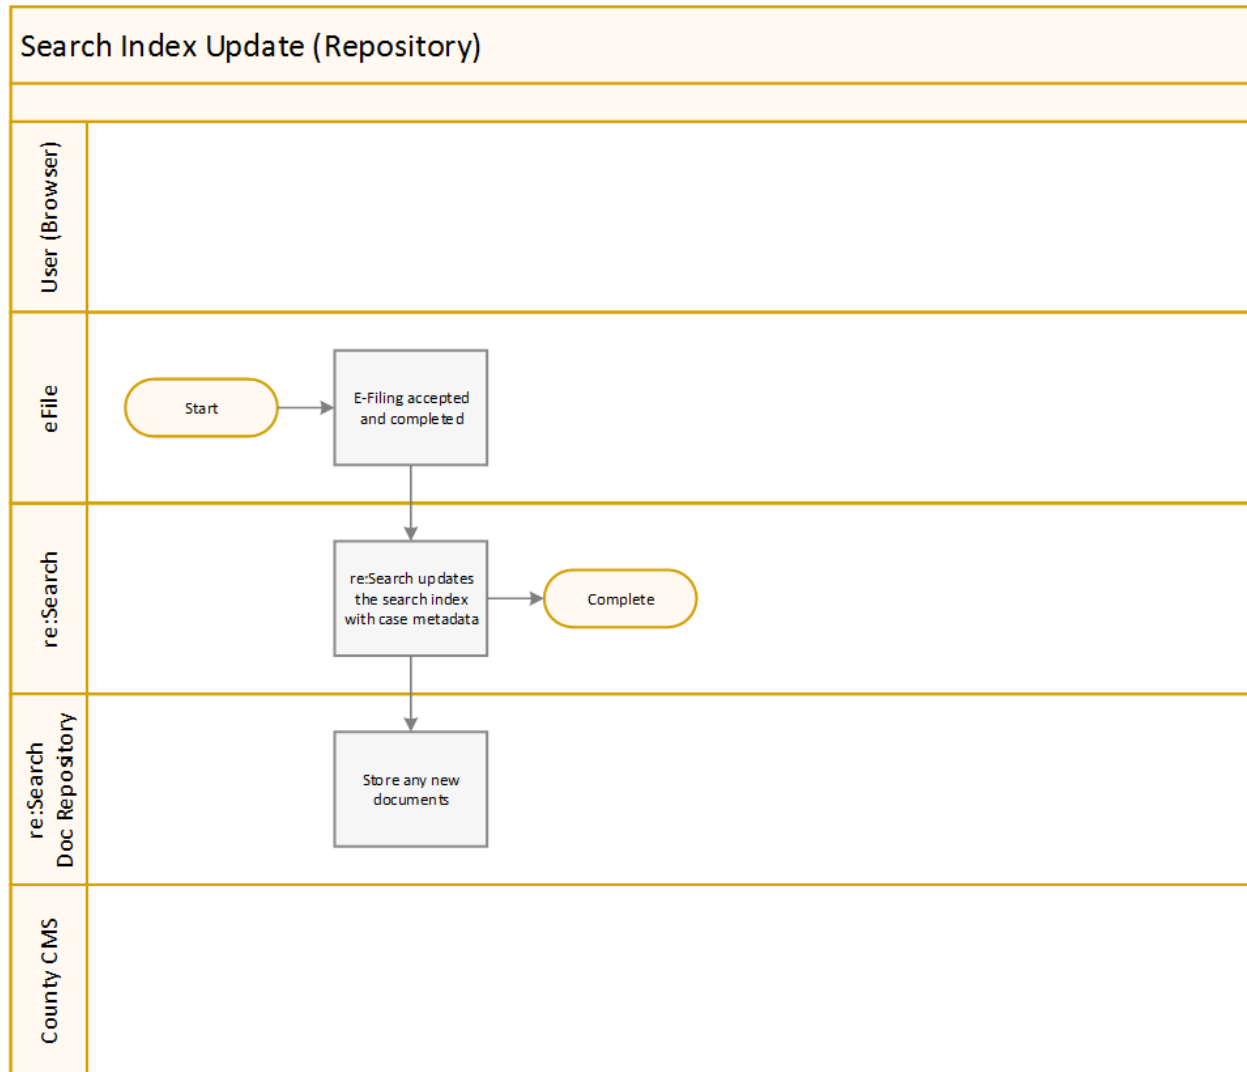 Search Index Update (Repository)
User (Browser)
eFile
Start
E-Filing accepted
and completed
re:Search
re:Search updates
the search index
with case metadata
Complete
re:Search
Doc Repository
Store any new
documents
County CMS